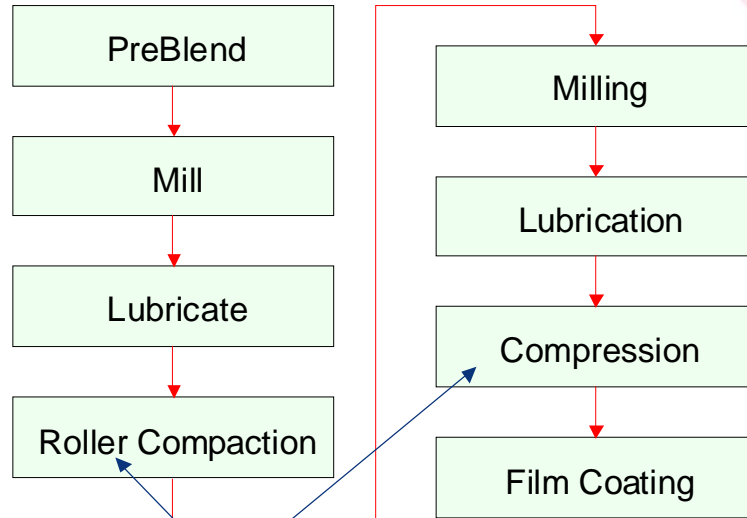 PreBlend
Mill
Lubricate
Roller Compaction
Milling
Lubrication
Compression
Film Coating